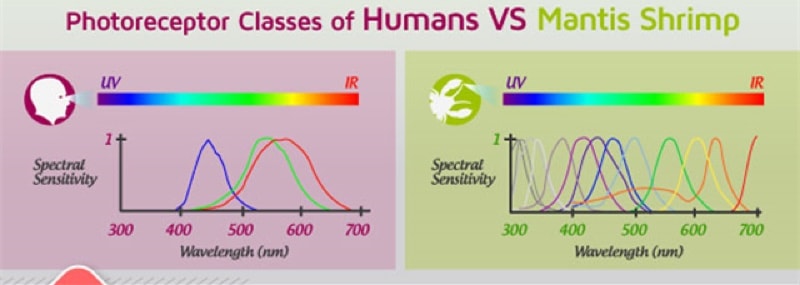 Photoreceptor Classes of Humans VS Mantis Shrimp
UV IR
1
Spectral
Sensitivity
300 400 500 600 700
Wavelength (nm)
UV IR
1
Spectral
Sensitivity
300 400 500 600 700
Wavelength (nm)